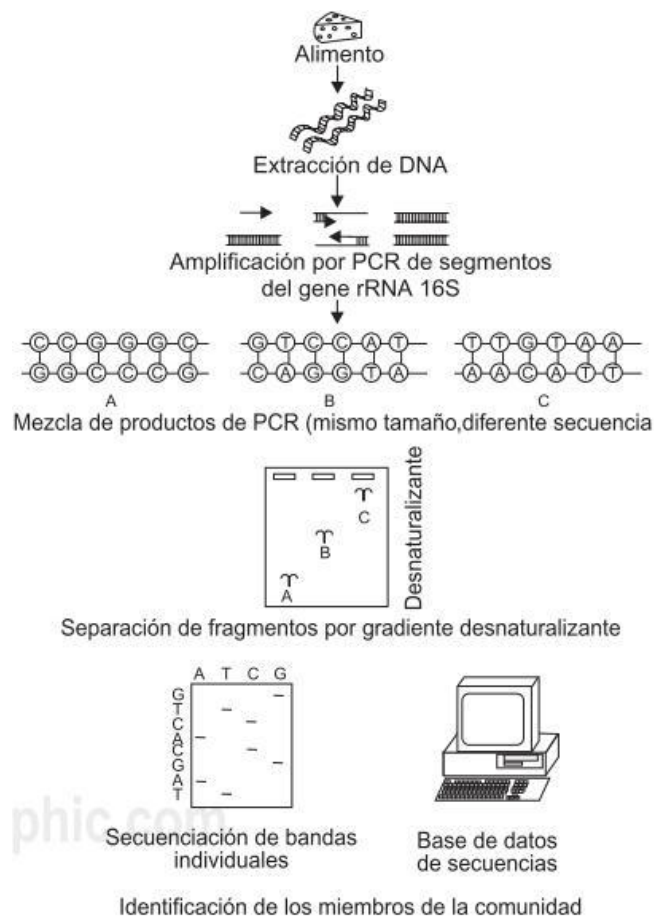 Alimento
Extracción de DNA
Amplificación por PCR de segmentos
del gene rRNA 16S
C C G G G C
G G C C C G
A
G T C C A T
C A G G T A
B
T T G T A A
A A C A T T
C
Mezcla de productos de PCR (mismo tamaño,diferente secuencia
C
B
A
Desnaturalizante
Separación de fragmentos por gradiente desnaturalizante
A T C G
G
T
C
A
C
G
A
T
phic.com
Secuenciación de bandas
individuales
Base de datos
de secuencias
Identificación de los miembros de la comunidad